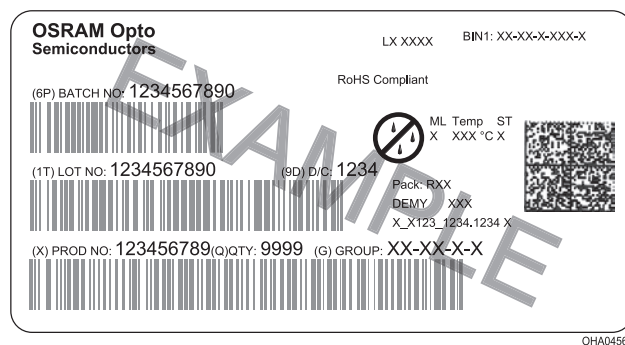 OSRAM Opto
Semiconductors
LX XXXX
BIN1: XX-XX-X-XXX-X
RoHS Compliant
(6P) BATCH NO: 1234567890
ML Temp ST
X XXX °C X
(1T) LOT NO: 1234567890
(9D) D/C: 1234
Pack: RXX
DEMY XXX
X_X123_1234.1234 X
(X) PROD NO: 123456789(Q)QTY: 9999 (G) GROUP: XX-XX-X-X
EXAMPLE
OHA0456